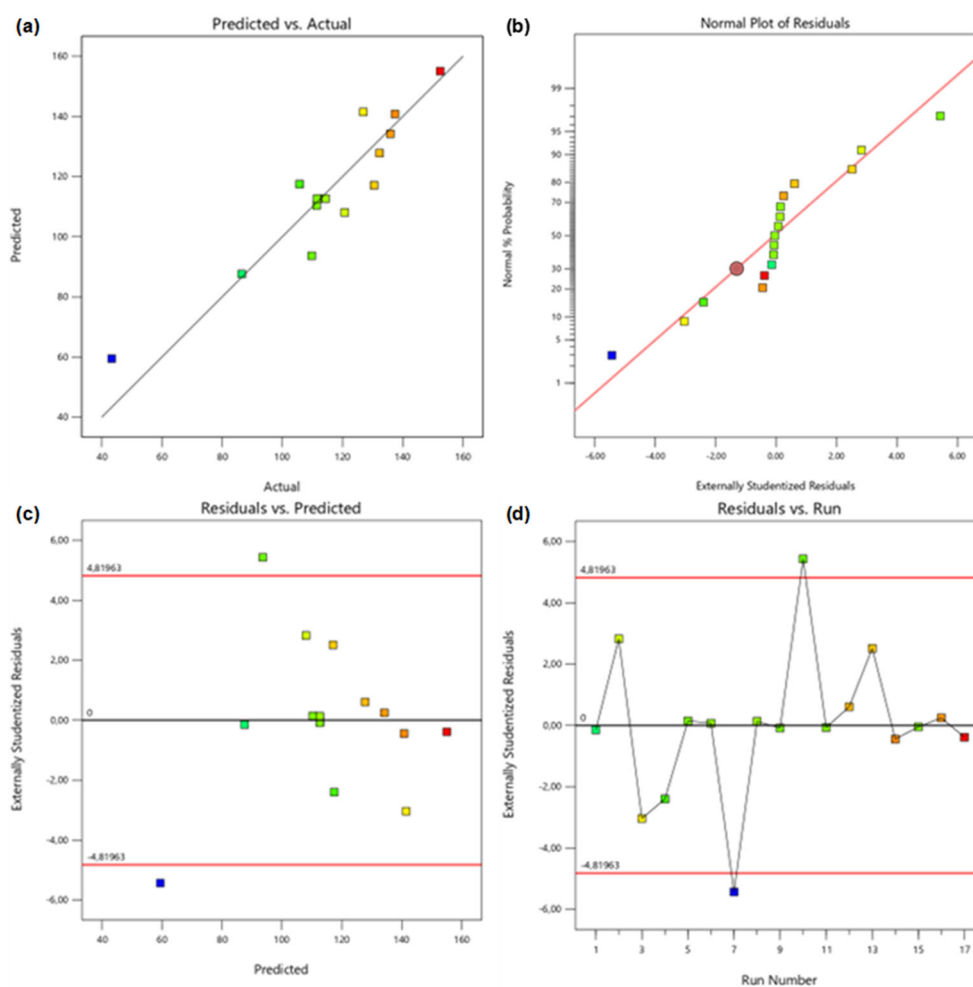 (a)
Predicted vs. Actual
160
140
120
100
80
60
40
Predicted
40 60 80 100 120 140 160
Actual
(b)
Normal Plot of Residuals
99
95
90
80
70
50
30
20
10
5
1
Normal % Probability
-6.00 -4.00 -2.00 0.00 2.00 4.00 6.00
Externally Studentized Residuals
(c)
Residuals vs. Predicted
6,00
4,81963
4,00
2,00
0
0,00
-2,00
-4,00
-4,81963
-6,00
Externally Studentized Residuals
40 60 80 100 120 140 160
Predicted
(d)
Residuals vs. Run
6,00
4,81963
4,00
2,00
0
0,00
-2,00
-4,00
-4,81963
-6,00
Externally Studentized Residuals
1 3 5 7 9 11 13 15 17
Run Number